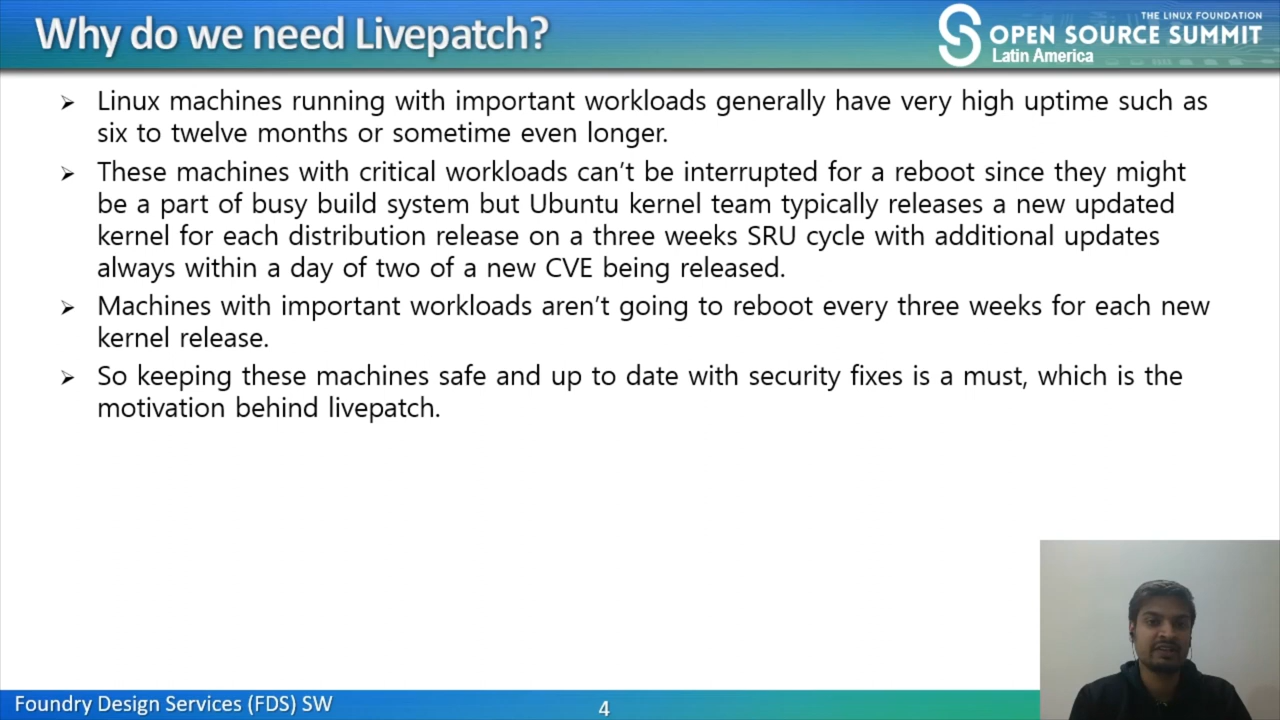 Why do we need Livepatch?
THE LINUX FOUNDATION
OPEN SOURCE SUMMIT
Latin America
➢ Linux machines running with important workloads generally have very high uptime such as
six to twelve months or sometime even longer.
➢ These machines with critical workloads can't be interrupted for a reboot since they might
be a part of busy build system but Ubuntu kernel team typically releases a new updated
kernel for each distribution release on a three weeks SRU cycle with additional updates
always within a day of two of a new CVE being released.
➢ Machines with important workloads aren't going to reboot every three weeks for each new
kernel release.
➢ So keeping these machines safe and up to date with security fixes is a must, which is the
motivation behind livepatch.
Foundry Design Services (FDS) SW
4